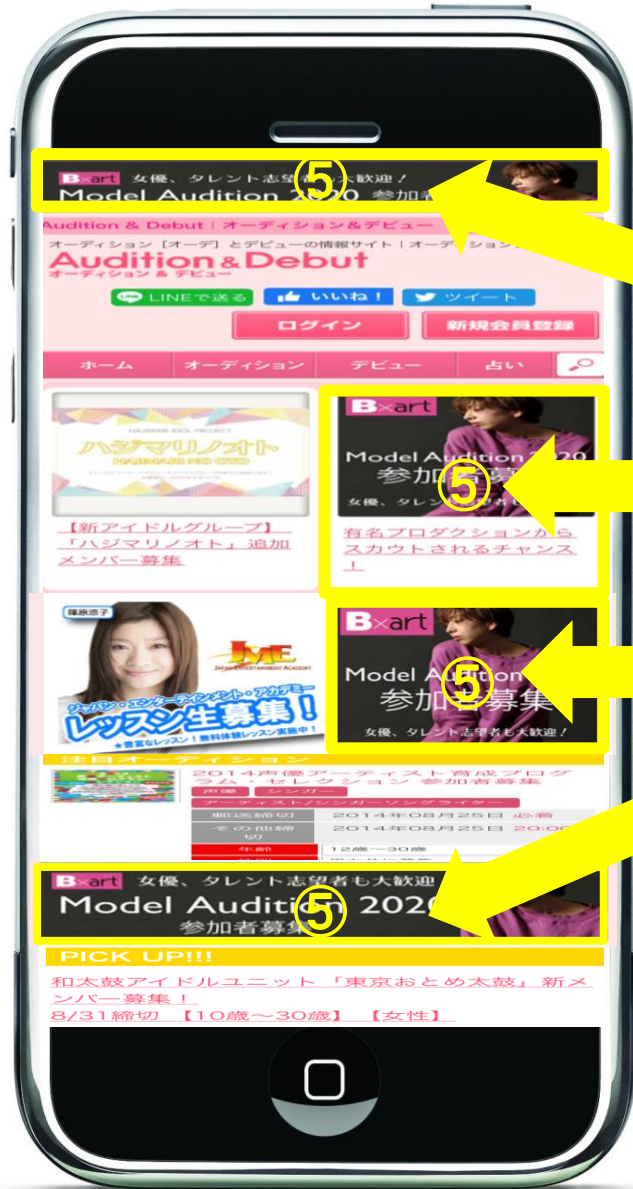 B×art 女優、タレント志望者も大歓迎!
⑤
Model Audition 2020 参加者
Audition & Debut | オーディション&デビュー
オーディション [オーデ] とデビューの情報サイト | オーディション
Audition&Debut
オーディション & デビュー
LINE LINEで送る いいね! ツイート
ログイン 新規会員登録
ホーム オーディション デビュー 占い
HAJIMARI IDOL PROJECT
ハジマリノオト
HAJIMARI NO OTO
【新アイドルグループ】
「ハジマリノオト」追加
メンバー募集
B×art
Model Audition 2020
参加者募集
⑤
女優、タレント志望者も
有名プロダクションから
スカウトされるチャンス
!
篠原涼子
JME
JAPAN ENTERTAINMENT ACADEMY
ジャパン・エンターテインメント・アカデミー
レッスン生募集!
★豊富なレッスン!無料体験レッスン実施中!
B×art
Model Audition
⑤
参加者募集
女優、タレント志望者も大歓迎!
注目オーディション
2014声優アーティスト育成プログ
ラム・セレクション 参加者募集
声優 シンガー
アーティスト/シンガーソングライター
郵送締切 2014年08月25日 必着
その他締切 2014年08月25日 20:00
年齢 12歳~30歳
B×art 女優、タレント志望者も大歓迎
Model Audition 2020
⑤
参加者募集
PICK UP!!!
和太鼓アイドルユニット「東京おとめ太鼓」新メ
ンバー募集!
8/31締切 【10歳~30歳】 【女性】